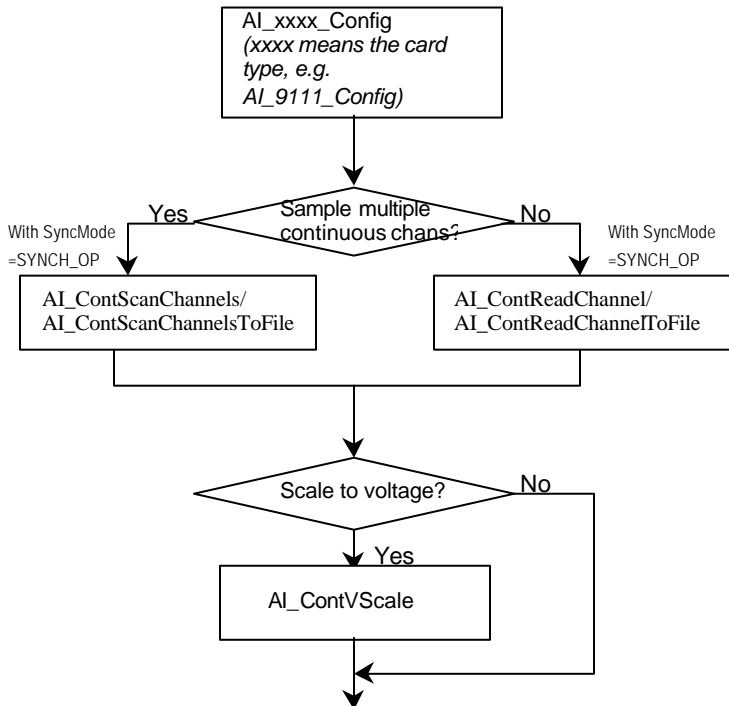 AI_xxxx_Config
(xxxx means the card
type, e.g.
AI_9111_Config)
Yes
Sample multiple
continuous chans?
No
With SyncMode
=SYNCH_OP
With SyncMode
=SYNCH_OP
AI_ContScanChannels/
AI_ContScanChannelsToFile
AI_ContReadChannel/
AI_ContReadChannelToFile
Scale to voltage?
No
Yes
AI_ContVScale